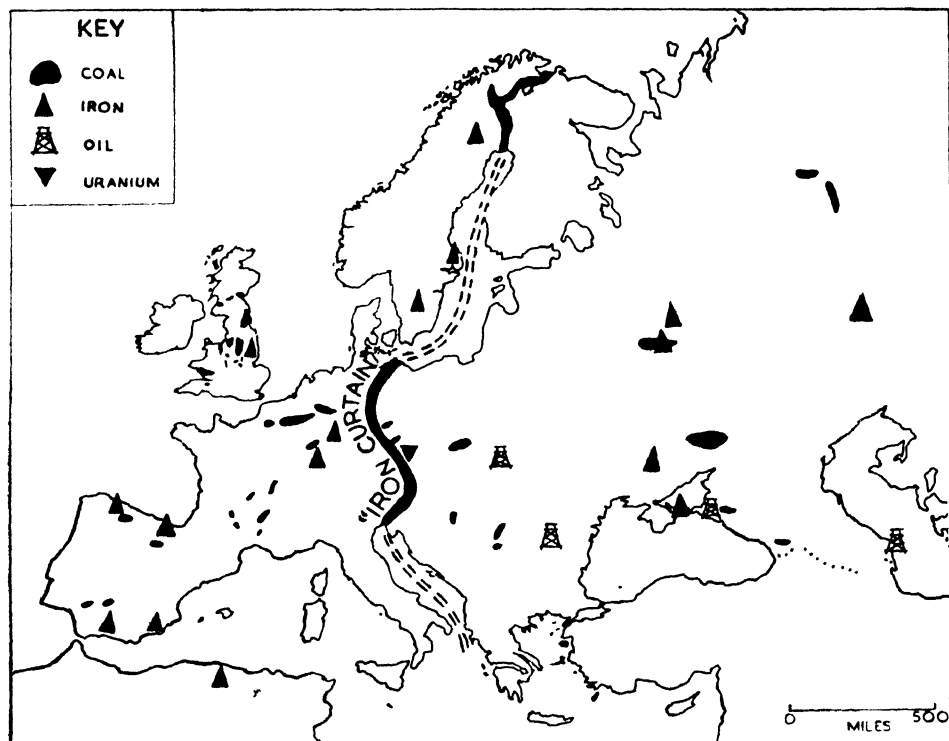 KEY
COAL
IRON
OIL
URANIUM
"IRON CURTAIN"
0 500
MILES